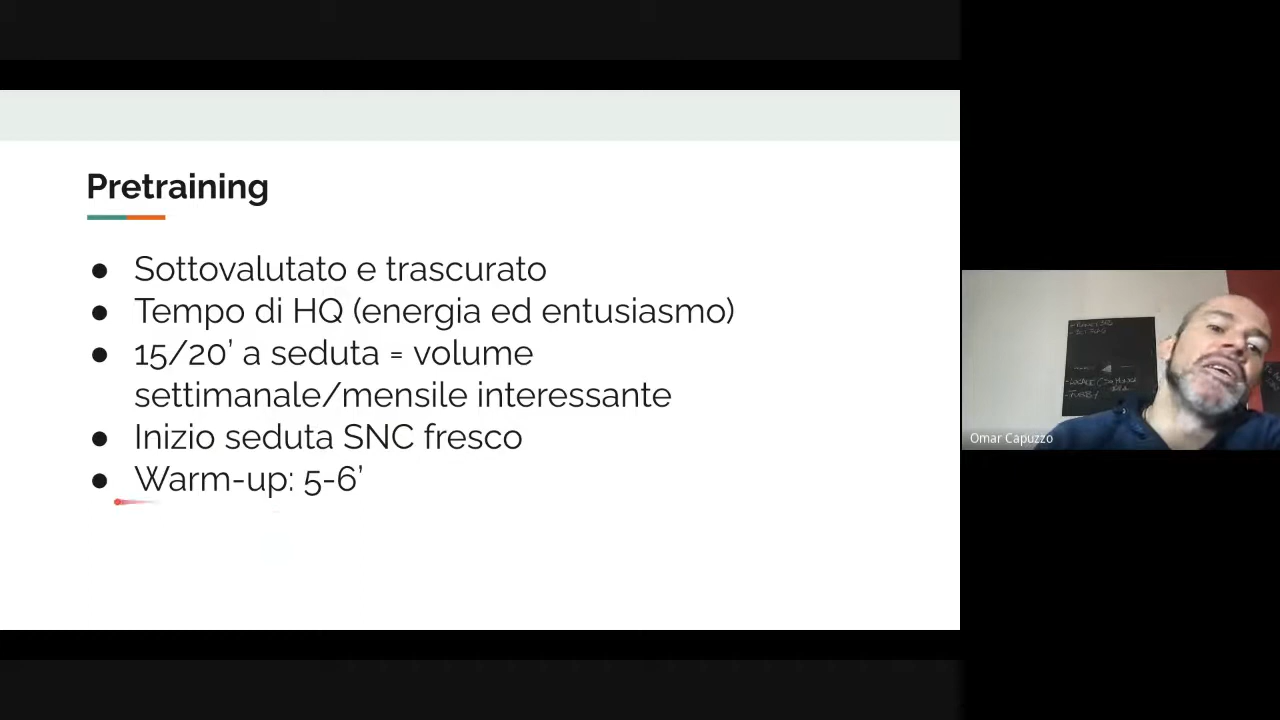 Pretraining
● Sottovalutato e trascurato
● Tempo di HQ (energia ed entusiasmo)
● 15/20’ a seduta = volume
settimanale/mensile interessante
● Inizio seduta SNC fresco
● Warm-up: 5-6’
Omar Capuzzo